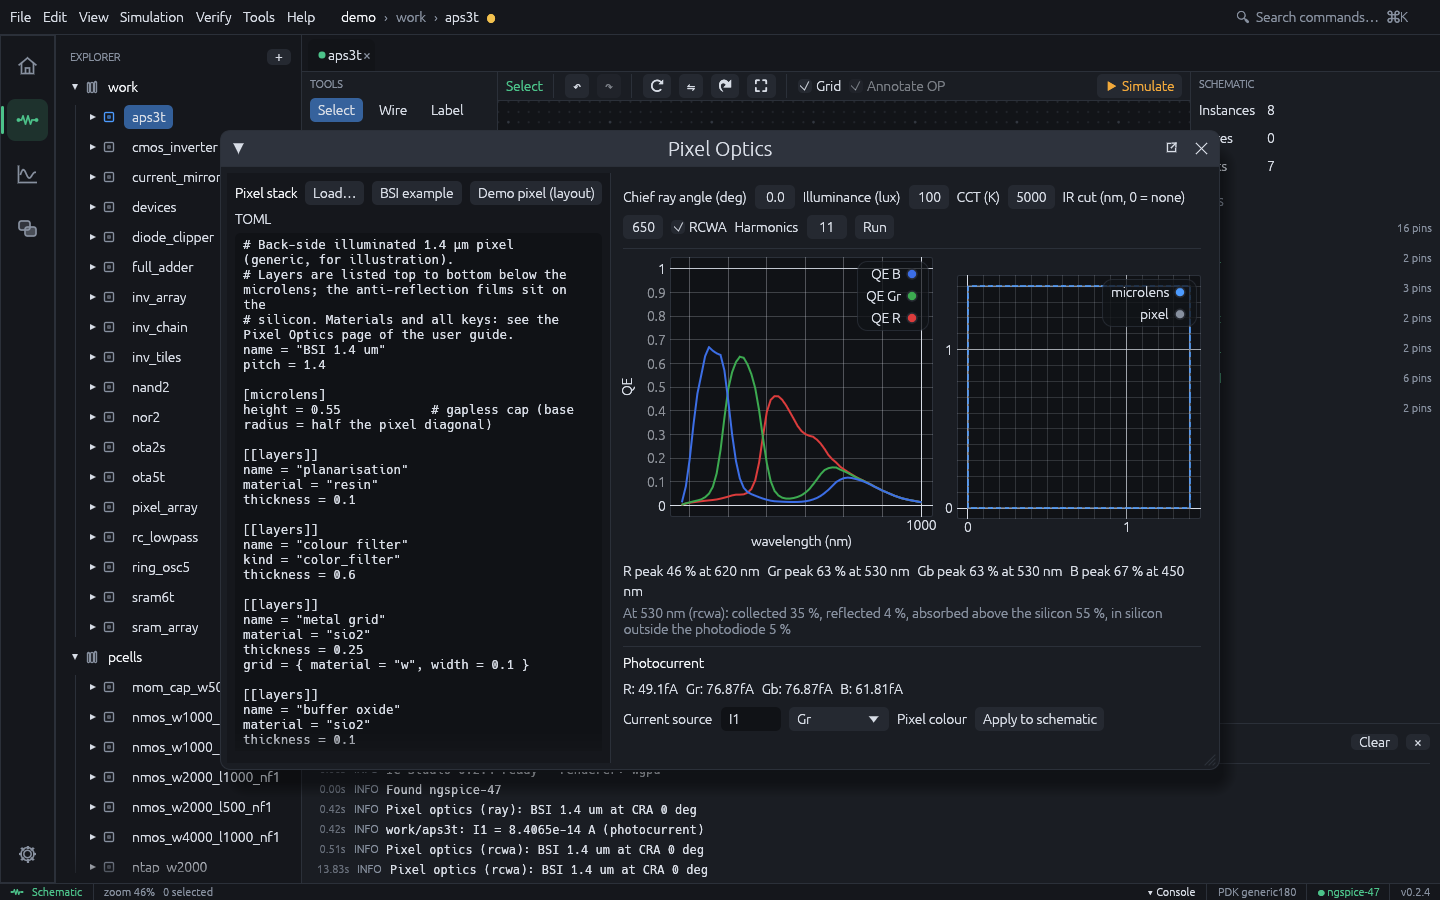 File Edit View Simulation Verify Tools Help demo › work › aps3t Search commands... ⌘K
EXPLORER +
aps3t ×
work
aps3t
cmos_inverter
current_mirror
devices
diode_clipper
full_adder
inv_array
inv_chain
inv_tiles
nand2
nor2
ota2s
ota5t
pixel_array
rc_lowpass
ring_osc5
sram6t
sram_array
pcells
mom_cap_w50
nmos_w1000_
nmos_w1000_
nmos_w2000_l1000_nf1
nmos_w2000_l500_nf1
nmos_w4000_l1000_nf1
ntap_w2000
TOOLS
Select Wire Label
Select Grid Annotate OP Simulate
SCHEMATIC
Instances 8
es 0
ts 7
s
16 pins
2 pins
3 pins
2 pins
2 pins
6 pins
2 pins
Pixel Optics
Pixel stack Load... BSI example Demo pixel (layout)
TOML
# Back-side illuminated 1.4 µm pixel
(generic, for illustration).
# Layers are listed top to bottom below the
microlens; the anti-reflection films sit on
the
# silicon. Materials and all keys: see the
Pixel Optics page of the user guide.
name = "BSI 1.4 um"
pitch = 1.4
[microlens]
height = 0.55 # gapless cap (base
radius = half the pixel diagonal)
[[layers]]
name = "planarisation"
material = "resin"
thickness = 0.1
[[layers]]
name = "colour filter"
kind = "color_filter"
thickness = 0.6
[[layers]]
name = "metal grid"
material = "sio2"
thickness = 0.25
grid = { material = "w", width = 0.1 }
[[layers]]
name = "buffer oxide"
material = "sio2"
thickness = 0.1
Chief ray angle (deg) 0.0 Illuminance (lux) 100 CCT (K) 5000 IR cut (nm, 0 = none)
650 RCWA Harmonics 11 Run
QE B
QE Gr
QE R
1
0.9
0.8
0.7
0.6
0.5
0.4
0.3
0.2
0.1
0
QE
1000
wavelength (nm)
microlens
pixel
1
0
0 1
R peak 46 % at 620 nm Gr peak 63 % at 530 nm Gb peak 63 % at 530 nm B peak 67 % at 450
nm
At 530 nm (rcwa): collected 35 %, reflected 4 %, absorbed above the silicon 55 %, in silicon
outside the photodiode 5 %
Photocurrent
R: 49.1fA Gr: 76.87fA Gb: 76.87fA B: 61.81fA
Current source I1 Gr Pixel colour Apply to schematic
Clear ×
0.00s INFO Found ngspice-47
0.42s INFO Pixel optics (ray): BSI 1.4 um at CRA 0 deg
0.42s INFO work/aps3t: I1 = 8.4065e-14 A (photocurrent)
0.51s INFO Pixel optics (rcwa): BSI 1.4 um at CRA 0 deg
13.83s INFO Pixel optics (rcwa): BSI 1.4 um at CRA 0 deg
Schematic zoom 46% 0 selected Console PDK generic180 ngspice-47 v0.2.4